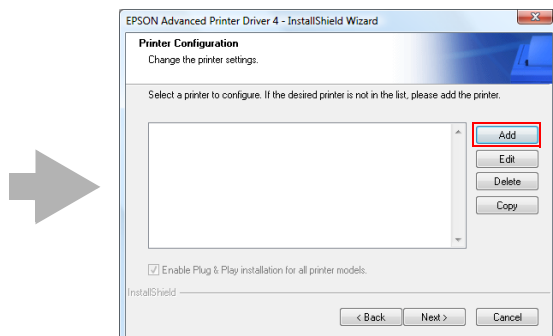 EPSON Advanced Printer Driver 4 - InstallShield Wizard
Printer Configuration
Change the printer settings.
Select a printer to configure. If the desired printer is not in the list, please add the printer.
Add
Edit
Delete
Copy
Enable Plug & Play installation for all printer models.
InstallShield
< Back
Next >
Cancel